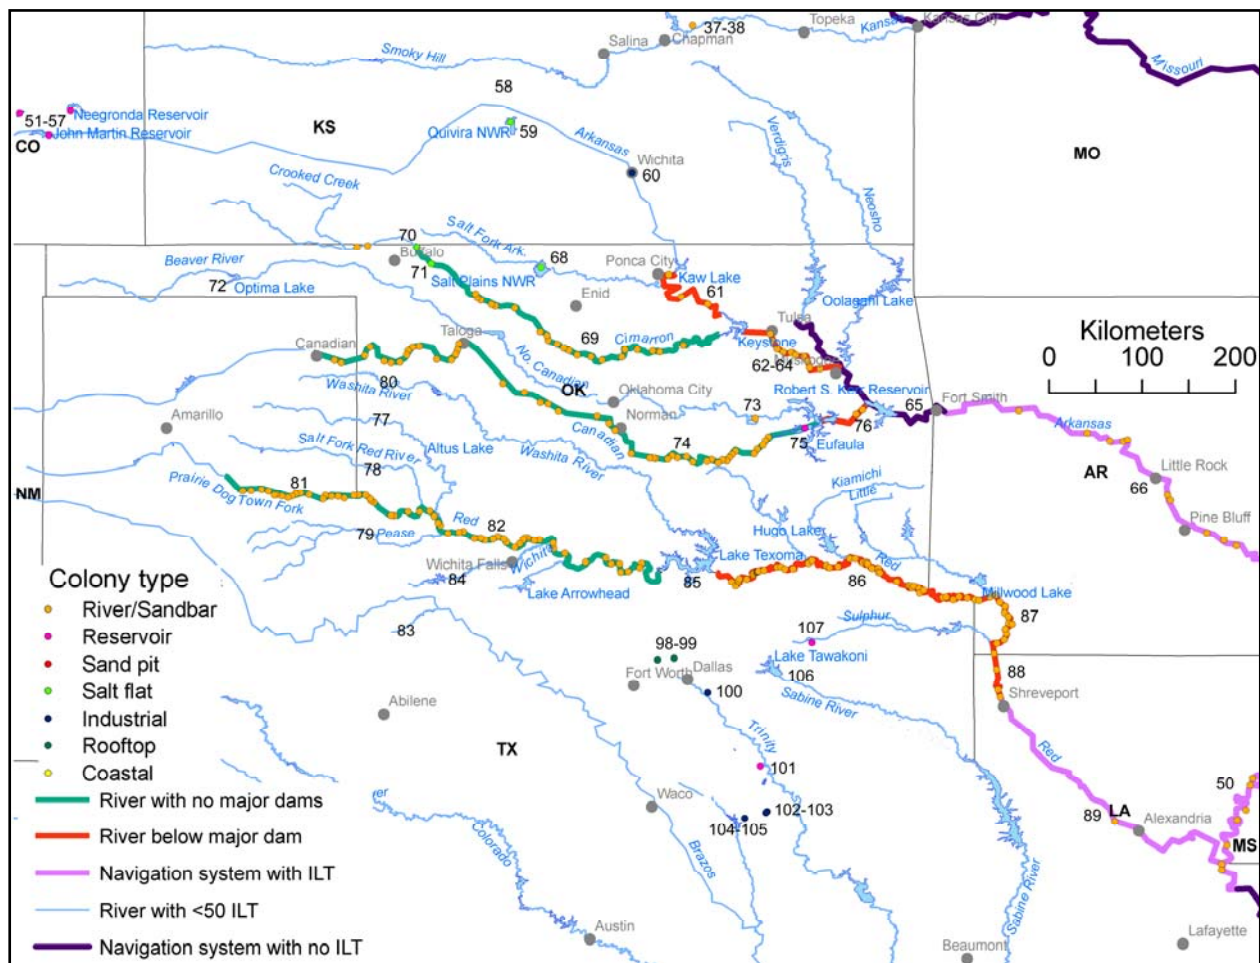 37-38
Topeka
Kansas
Kansas City
Salina
Chapman
Smoky Hill
Missouri
58
Neegronda Reservoir
51-57
John Martin Reservoir
CO
KS
Quivira NWR
59
Arkansas
Verdigris
MO
Wichita
60
Crooked Creek
Neosho
70
Salt Fork Ark.
Buffalo
71
68
Ponca City
Kaw Lake
Beaver River
Salt Plains NWR
72
Optima Lake
61
Enid
Oolagah Lake
Tulsa
Kilometers
0
100
200
Taloga
69
Cimarron
Keystone
Canadian
62-64
Muskogee
80
No. Canadian
Washita River
OK
Oklahoma City
Robert S. Kerr Reservoir
65
Fort Smith
Amarillo
77
Norman
73
76
Arkansas
Canadian
74
75
Eufaula
Altus Lake
Salt Fork Red River
Washita River
78
Little Rock
Kiamichi
AR
66
NM
Prairie Dog Town Fork
81
Little
Pine Bluff
79
Pease
Red
82
Hugo Lake
Wichita Falls
Wichita
Lake Texoma
Red
84
85
86
Lake Arrowhead
Millwood Lake
87
Colony type
River/Sandbar
Reservoir
Sand pit
Salt flat
Industrial
Rooftop
Coastal
River with no major dams
River below major dam
Navigation system with ILT
River with <50 ILT
Navigation system with no ILT
83
Sulphur
107
98-99
Lake Tawakoni
106
88
Fort Worth
Dallas
100
Sabine River
Shreveport
Abilene
Trinity
TX
Red
101
50
ver
Waco
102-103
LA
89
Alexandria
104-105
MS
Colorado
Brazos
Sabine River
Austin
Beaumont
Lafayette